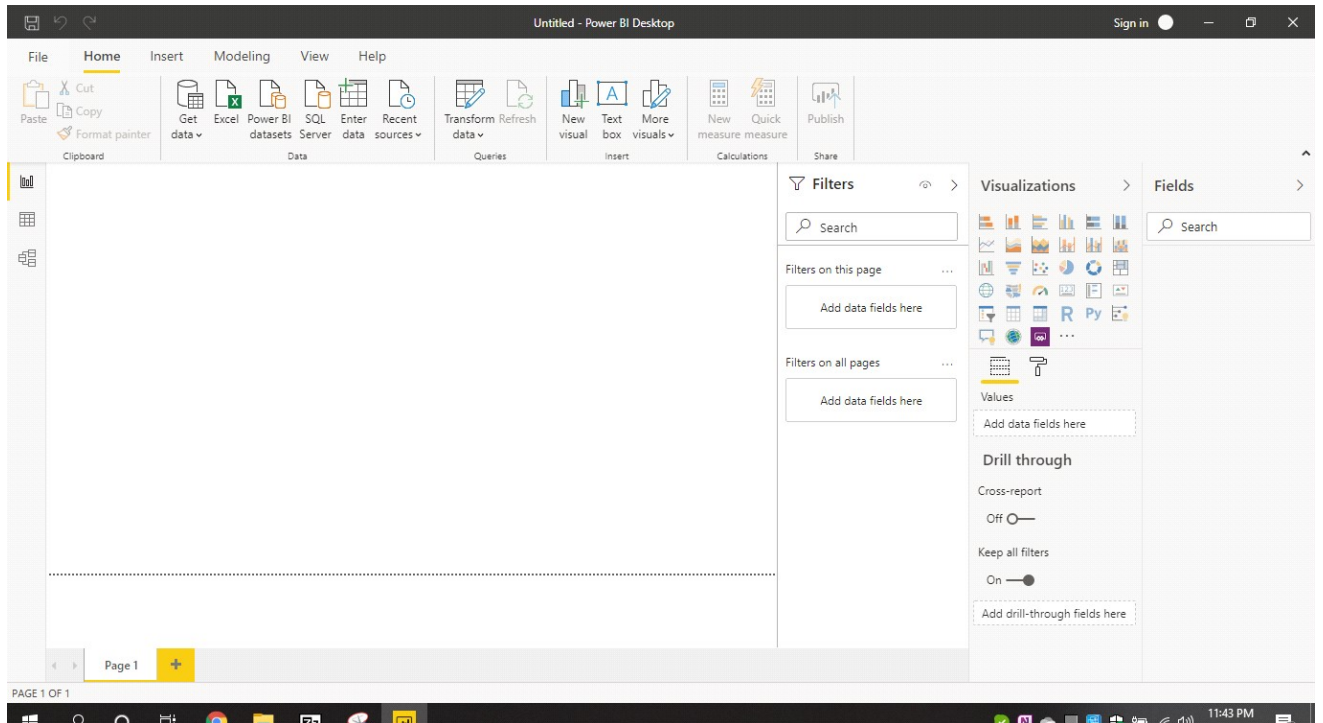 Untitled - Power BI Desktop
Sign in
File Home Insert Modeling View Help
Paste
Cut
Copy
Format painter
Clipboard
Get data
Excel
Power BI datasets
SQL Server
Enter data
Recent sources
Data
Transform data
Refresh
Queries
New visual
Text box
More visuals
Insert
New measure
Quick measure
Calculations
Publish
Share
Filters
Search
Filters on this page
...
Add data fields here
Filters on all pages
...
Add data fields here
Visualizations
123
R Py
...
Values
Add data fields here
Drill through
Cross-report
Off
Keep all filters
On
Add drill-through fields here
Fields
Search
Page 1
+
PAGE 1 OF 1
11:43 PM